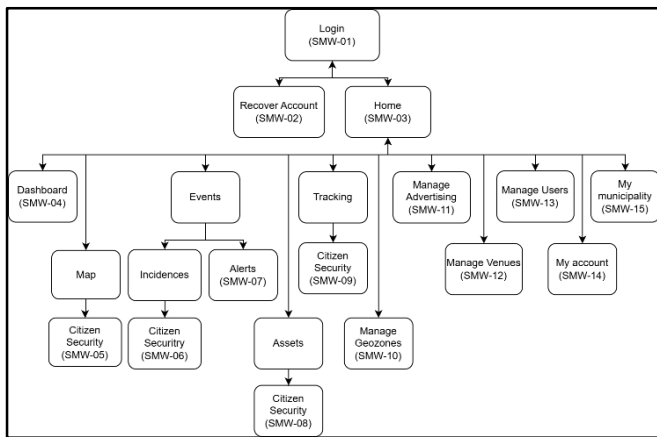 Login
(SMW-01)
Recover Account
(SMW-02)
Home
(SMW-03)
Dashboard
(SMW-04)
Events
Tracking
Manage
Advertising
(SMW-11)
Manage Users
(SMW-13)
My
municipality
(SMW-15)
Map
Incidences
Alerts
(SMW-07)
Citizen
Security
(SMW-09)
Manage Venues
(SMW-12)
My account
(SMW-14)
Citizen
Security
(SMW-05)
Citizen
Securitry
(SMW-06)
Assets
Manage
Geozones
(SMW-10)
Citizen
Security
(SMW-08)